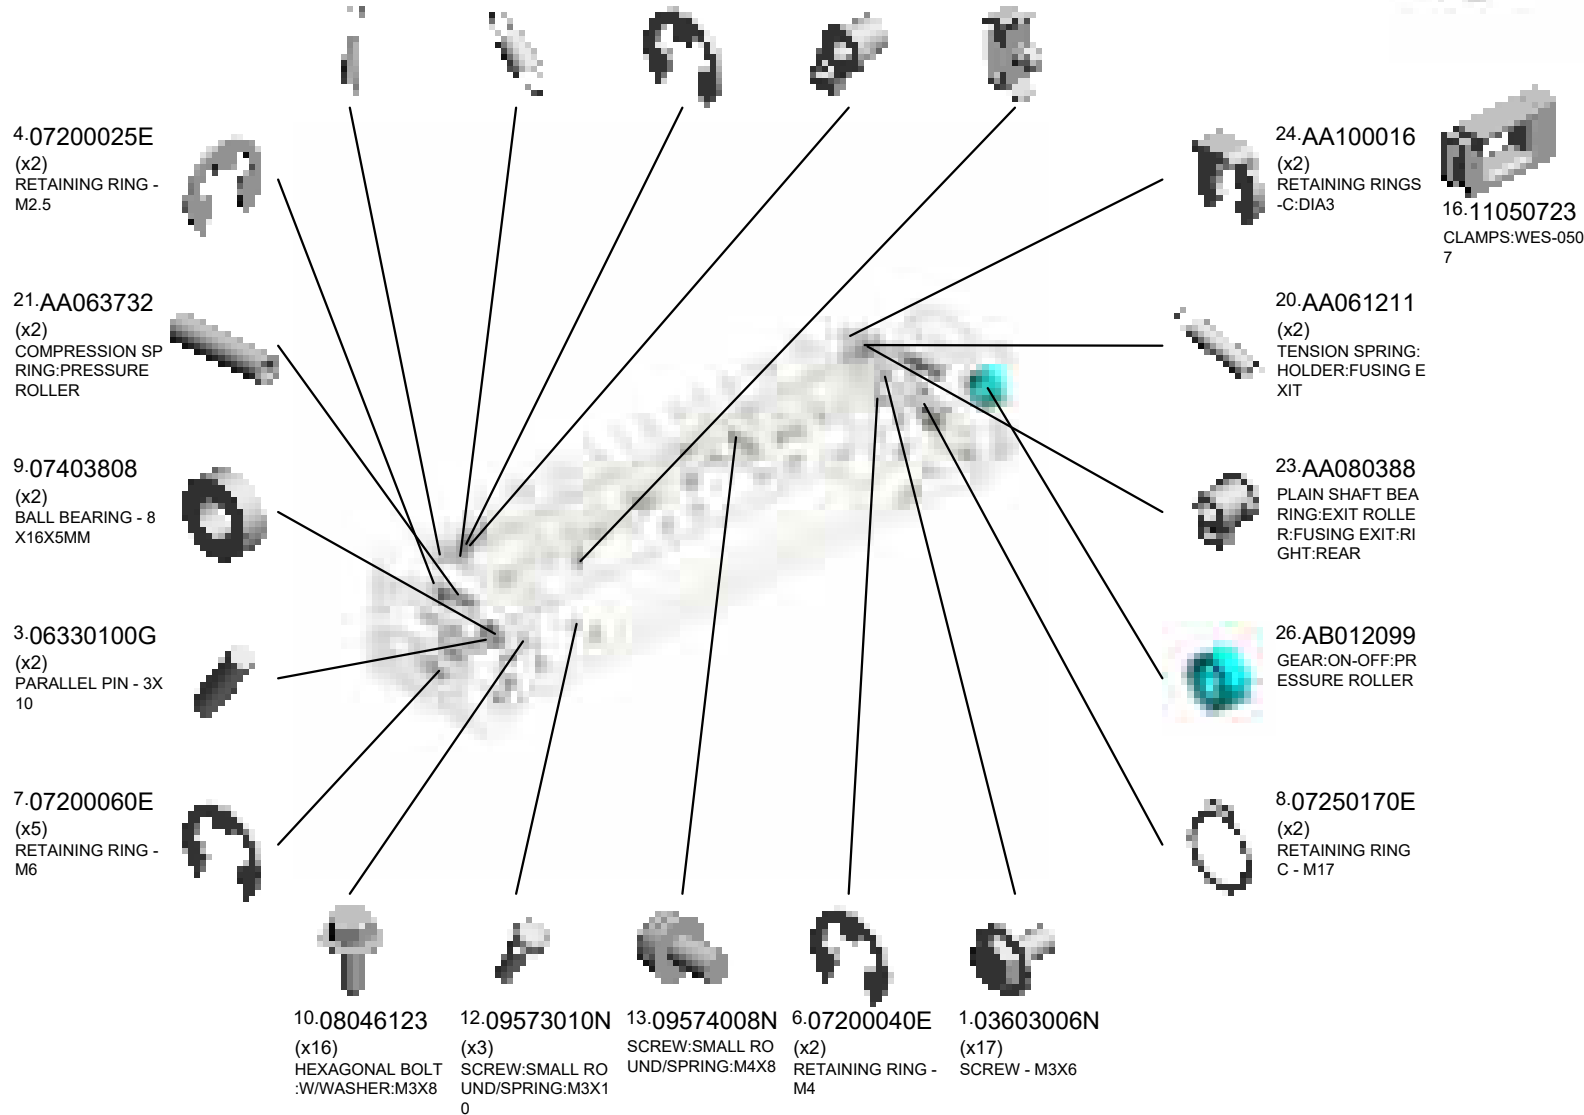 4.07200025E
(x2)
RETAINING RING -
M2.5
24.AA100016
(x2)
RETAINING RINGS
-C:DIA3
16.11050723
CLAMPS:WES-050
7
21.AA063732
(x2)
COMPRESSION SP
RING:PRESSURE
ROLLER
20.AA061211
(x2)
TENSION SPRING:
HOLDER:FUSING E
XIT
9.07403808
(x2)
BALL BEARING - 8
X16X5MM
23.AA080388
PLAIN SHAFT BEA
RING:EXIT ROLLE
R:FUSING EXIT:RI
GHT:REAR
3.06330100G
(x2)
PARALLEL PIN - 3X
10
26.AB012099
GEAR:ON-OFF:PR
ESSURE ROLLER
7.07200060E
(x5)
RETAINING RING -
M6
8.07250170E
(x2)
RETAINING RING
C - M17
10.08046123
(x16)
HEXAGONAL BOLT
:W/WASHER:M3X8
12.09573010N
(x3)
SCREW:SMALL RO
UND/SPRING:M3X1
0
13.09574008N
SCREW:SMALL RO
UND/SPRING:M4X8
6.07200040E
(x2)
RETAINING RING -
M4
1.03603006N
(x17)
SCREW - M3X6